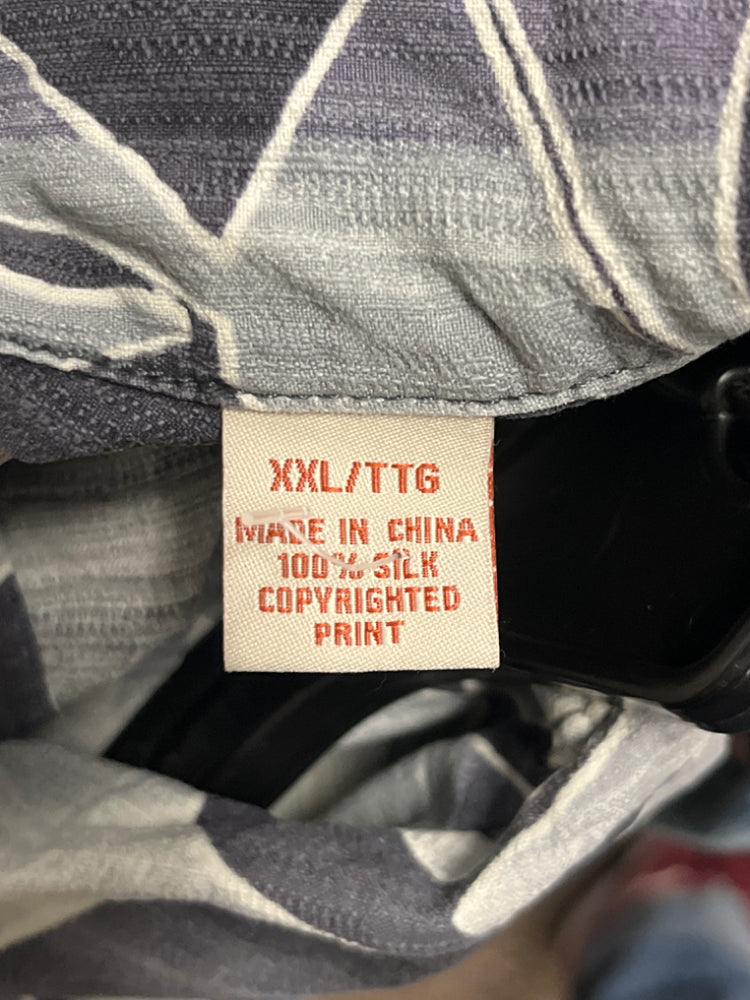 XXL/TTG
MADE IN CHINA
100% SILK
COPYRIGHTED
PRINT